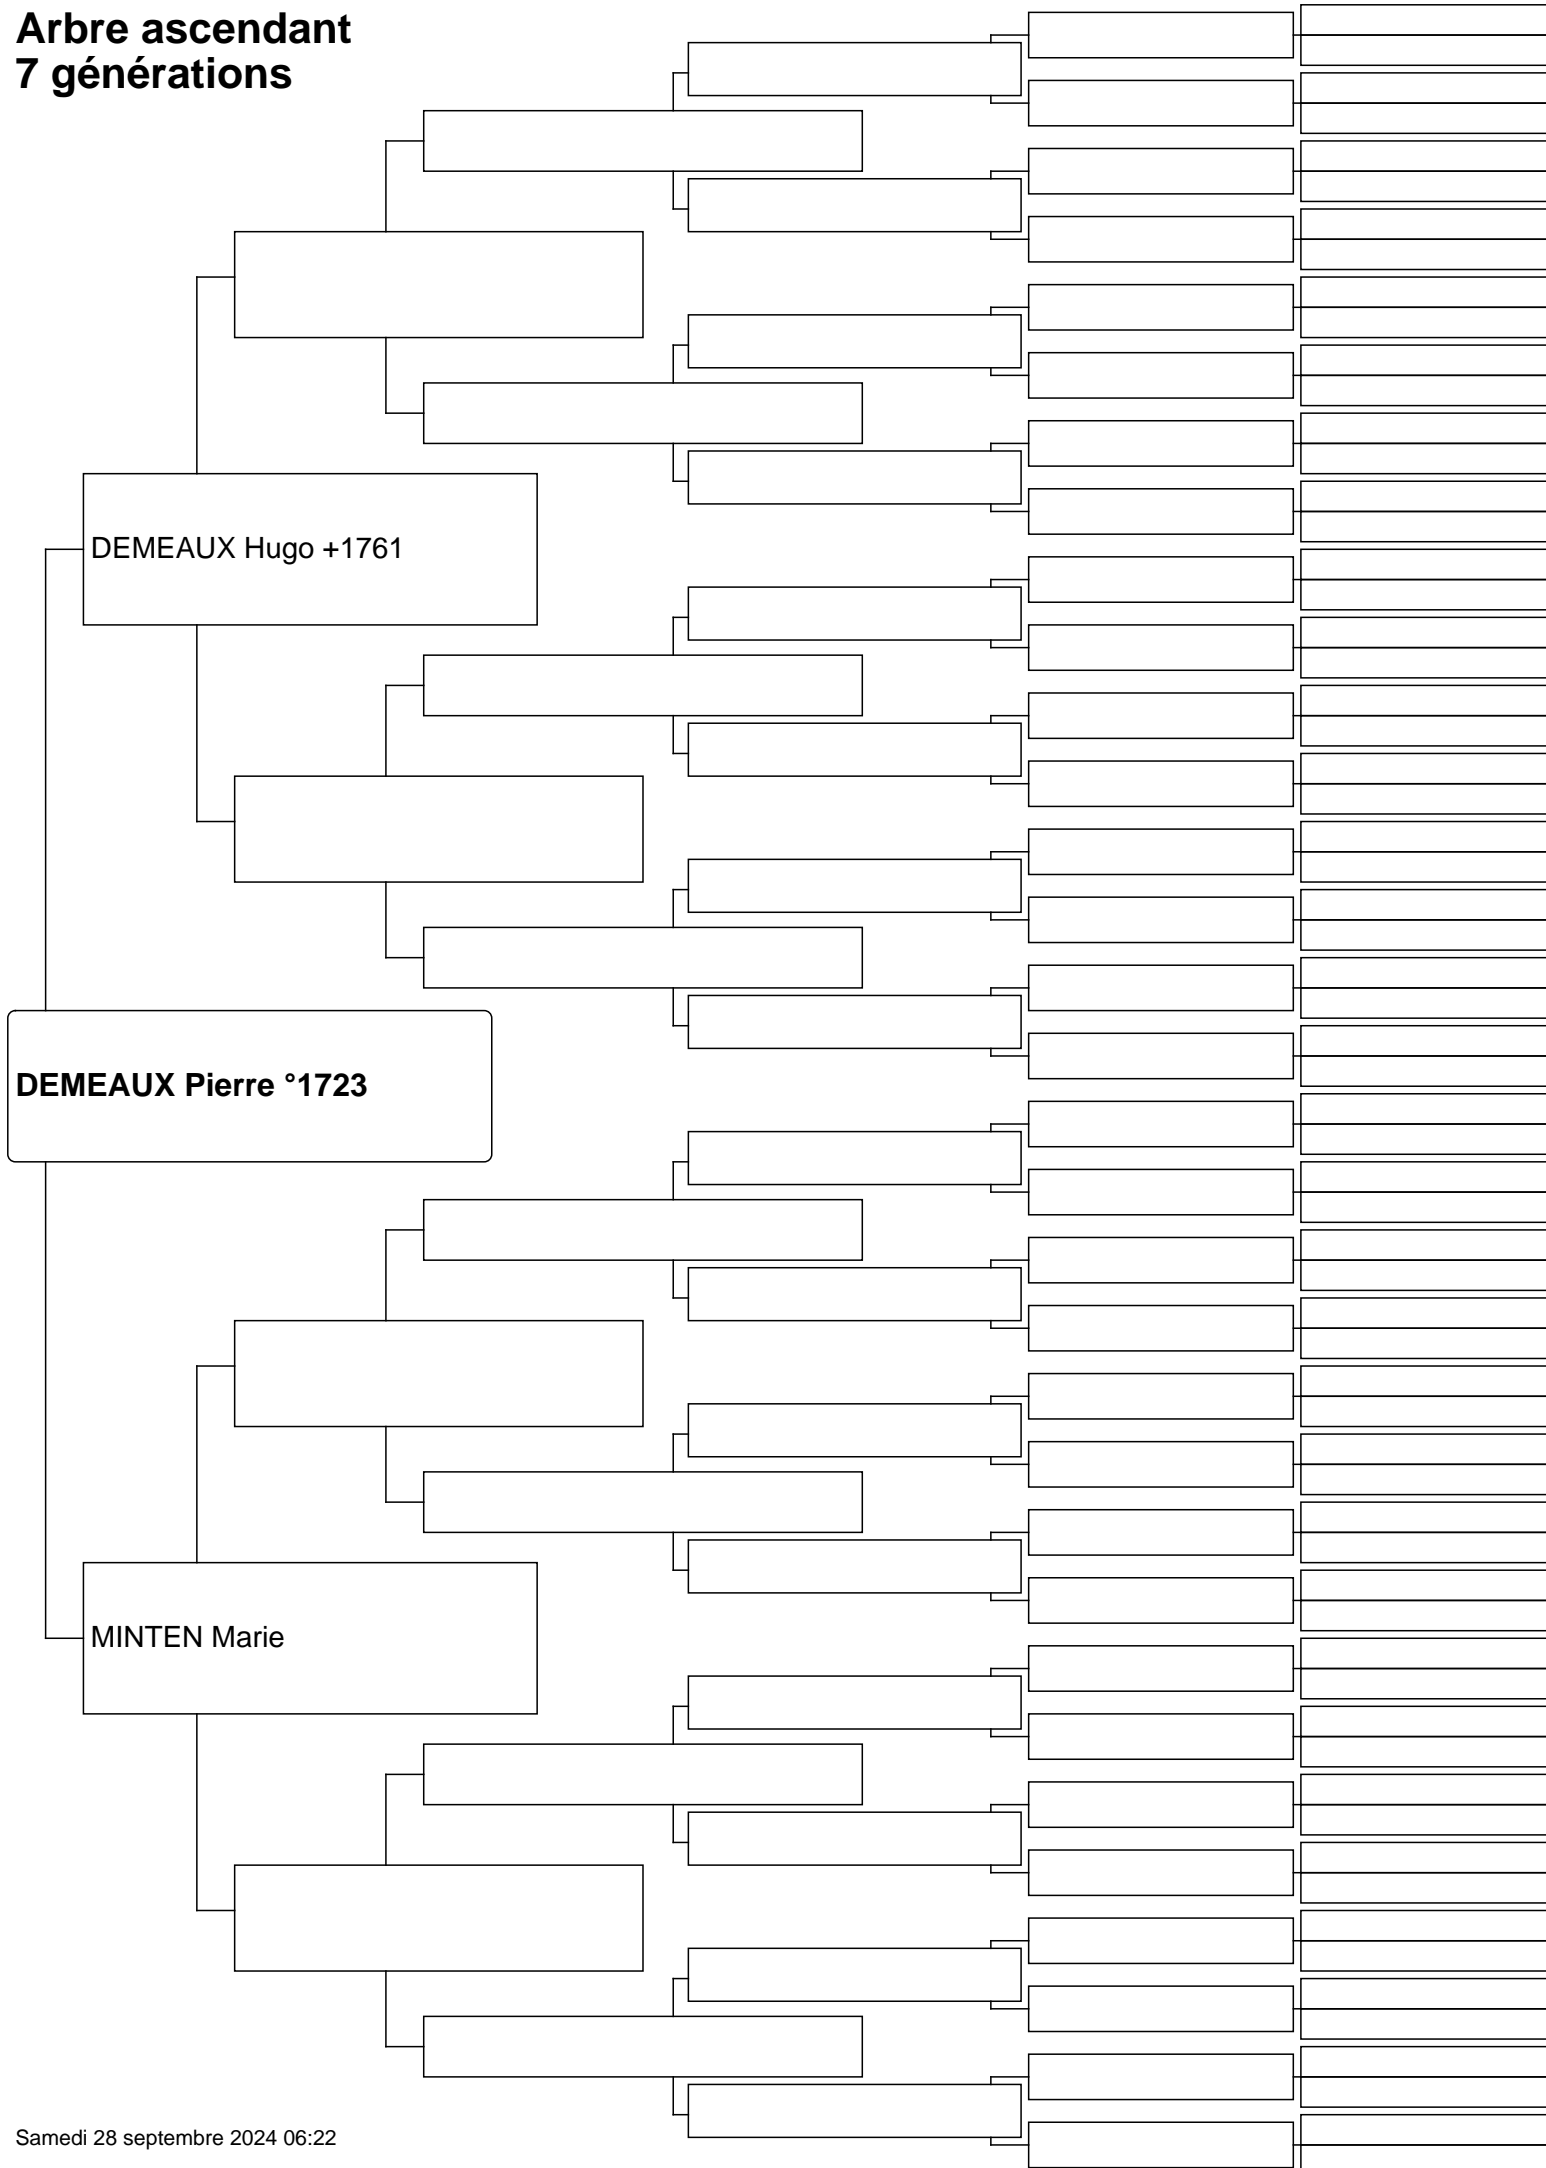 Arbre ascendant
7 générations
DEMEAUX Hugo +1761
DEMEAUX Pierre °1723
MINTEN Marie
Samedi 28 septembre 2024 06:22